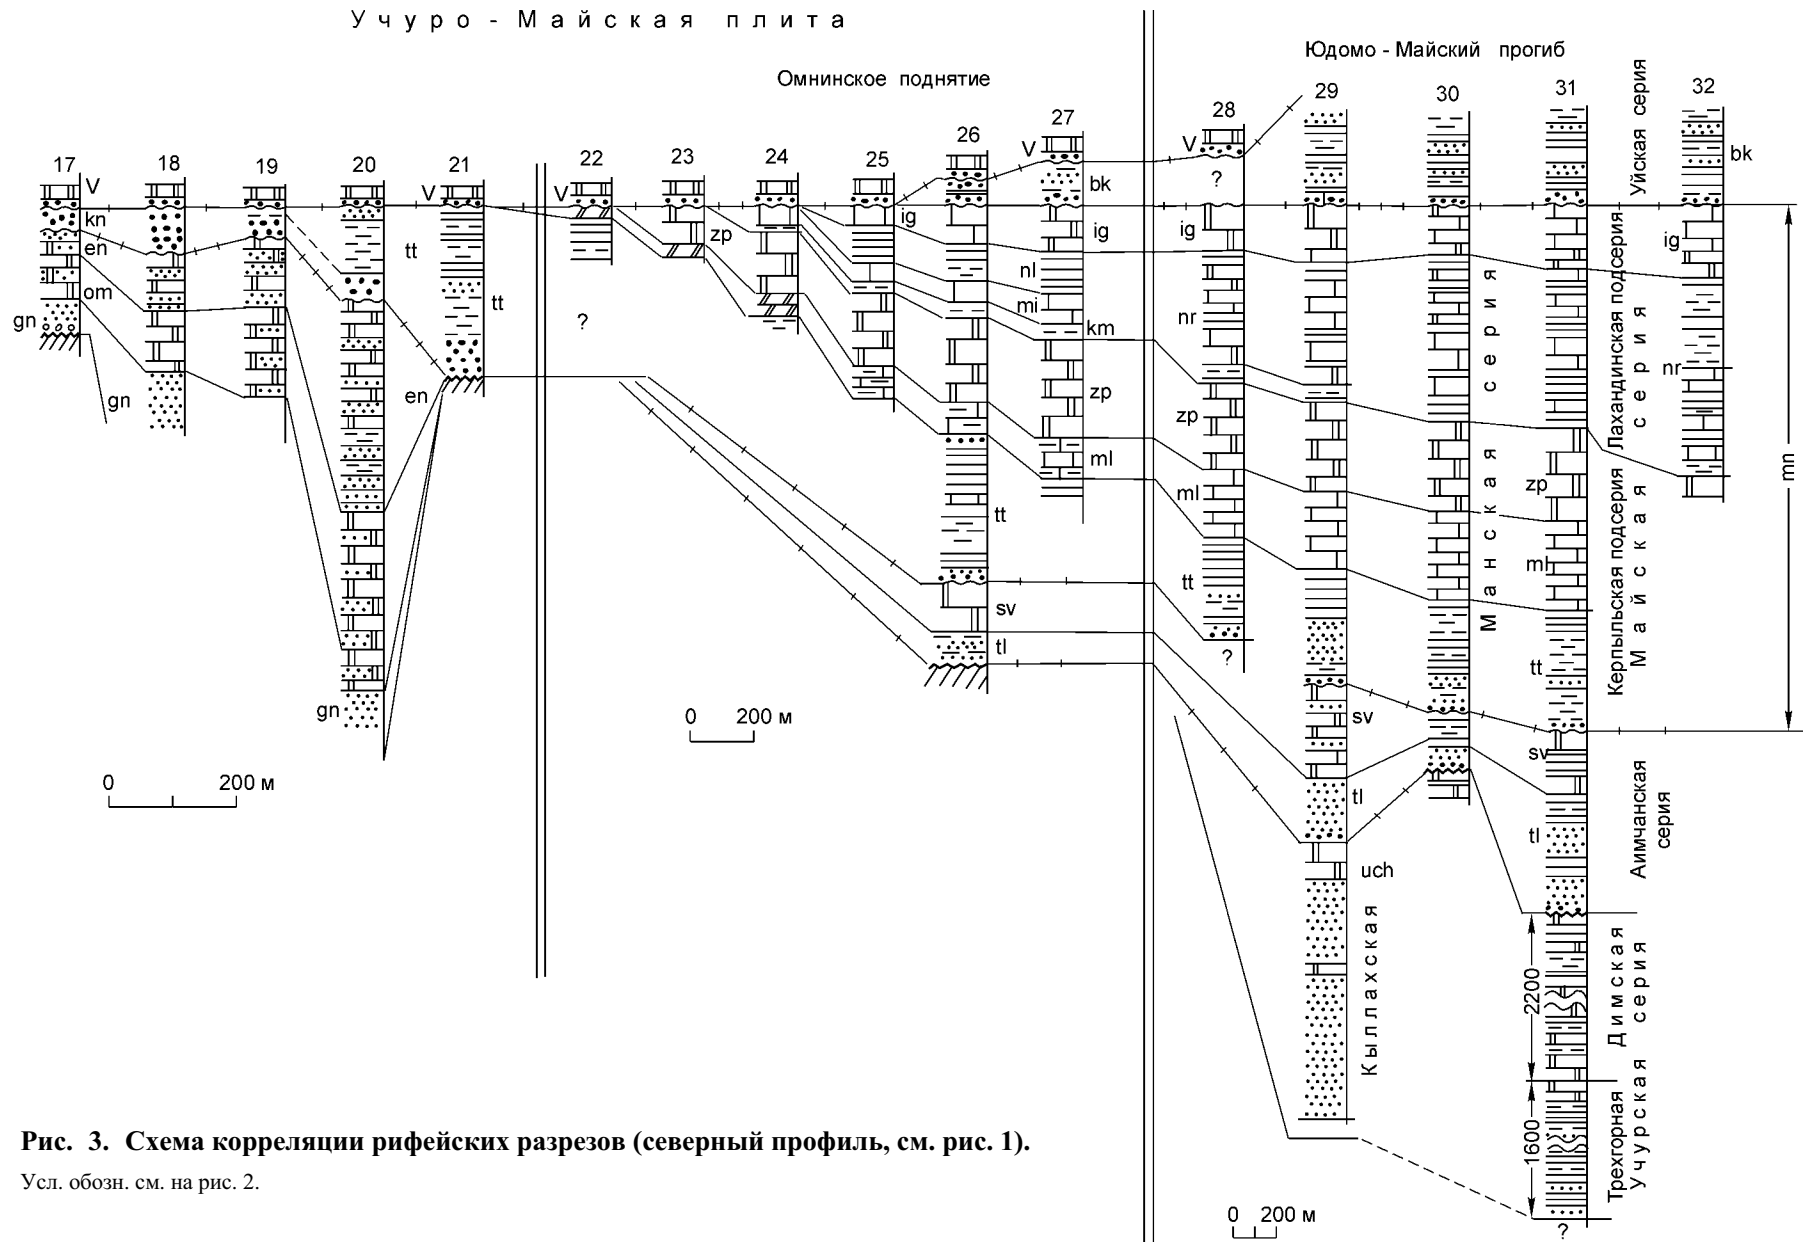 Учуро - Майская плита
Омнинское поднятие
Юдомо - Майский прогиб
17 18 19 20 21 22 23 24 25 26 27 28 29 30 31 32
V
kn
en
om
gn
gn
gn
tt
V
tt
en
V
?
zp
ig
tt
sv
tl
V
bk
ig
nl
mi
km
zp
ml
V
?
ig
nr
zp
ml
tt
?
sv
tl
uch
Кыллахская
Манская серия
zp
ml
tt
sv
tl
2200
1600
?
Уйская серия
Лахандинская подсерия
Керпыльская подсерия
Майская серия
Аимчанская
серия
Димская
Трехгорная
Учурская серия
bk
ig
nr
mn
0 200 м
0 200 м
0 200 м
Рис. 3. Схема корреляции рифейских разрезов (северный профиль, см. рис. 1).
Усл. обозн. см. на рис. 2.